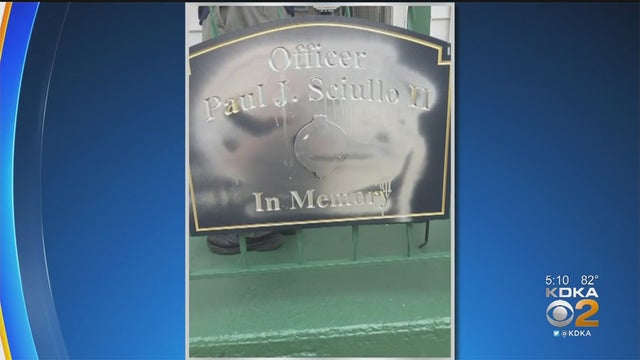 Officer
Paul J. Sciullo II
In Memory
5:10 82°
KDKA
2
@KDKA